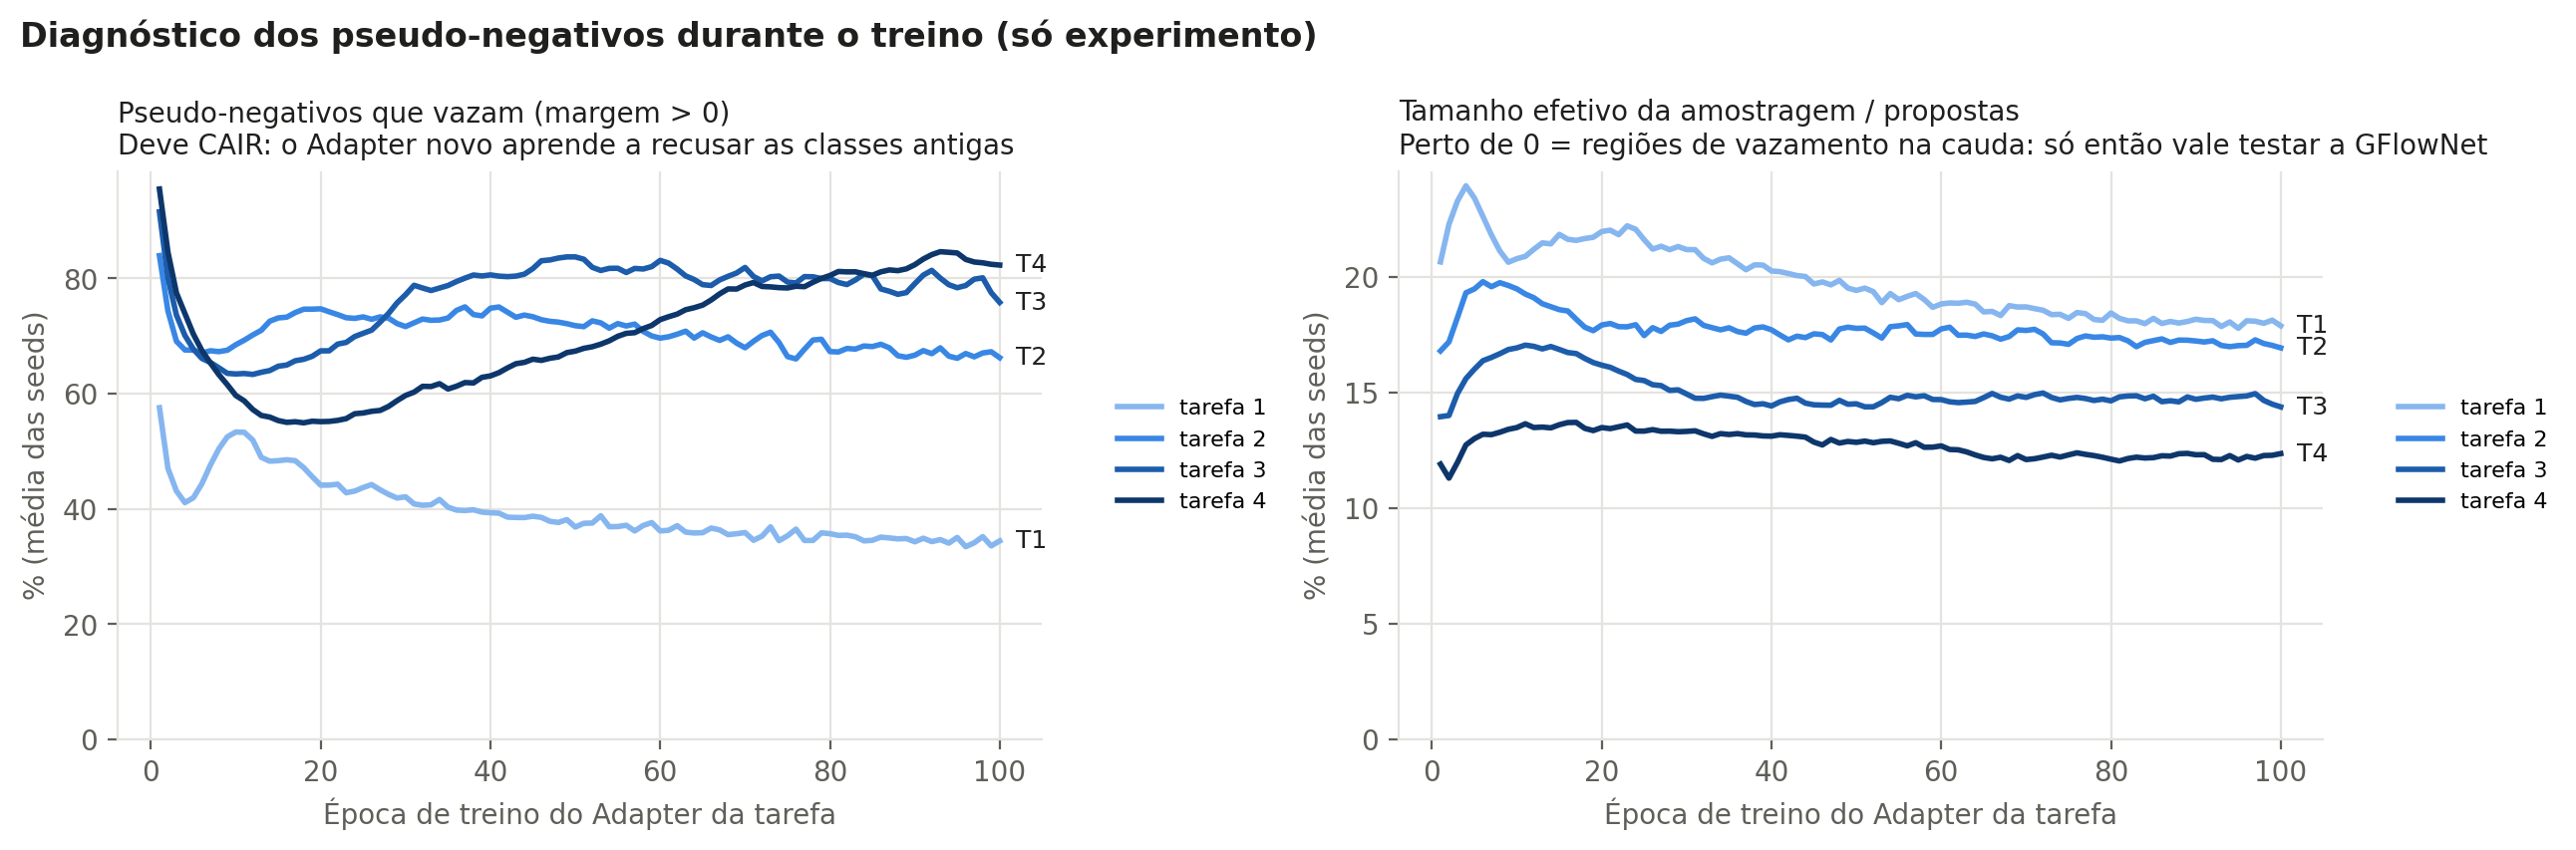 Diagnóstico dos pseudo-negativos durante o treino (só experimento)
Pseudo-negativos que vazam (margem > 0)
Deve CAIR: o Adapter novo aprende a recusar as classes antigas
% (média das seeds)
80
60
40
20
0
0 20 40 60 80 100
Época de treino do Adapter da tarefa
T4
T3
T2
T1
tarefa 1
tarefa 2
tarefa 3
tarefa 4
Tamanho efetivo da amostragem / propostas
Perto de 0 = regiões de vazamento na cauda: só então vale testar a GFlowNet
% (média das seeds)
20
15
10
5
0
0 20 40 60 80 100
Época de treino do Adapter da tarefa
T1
T2
T3
T4
tarefa 1
tarefa 2
tarefa 3
tarefa 4